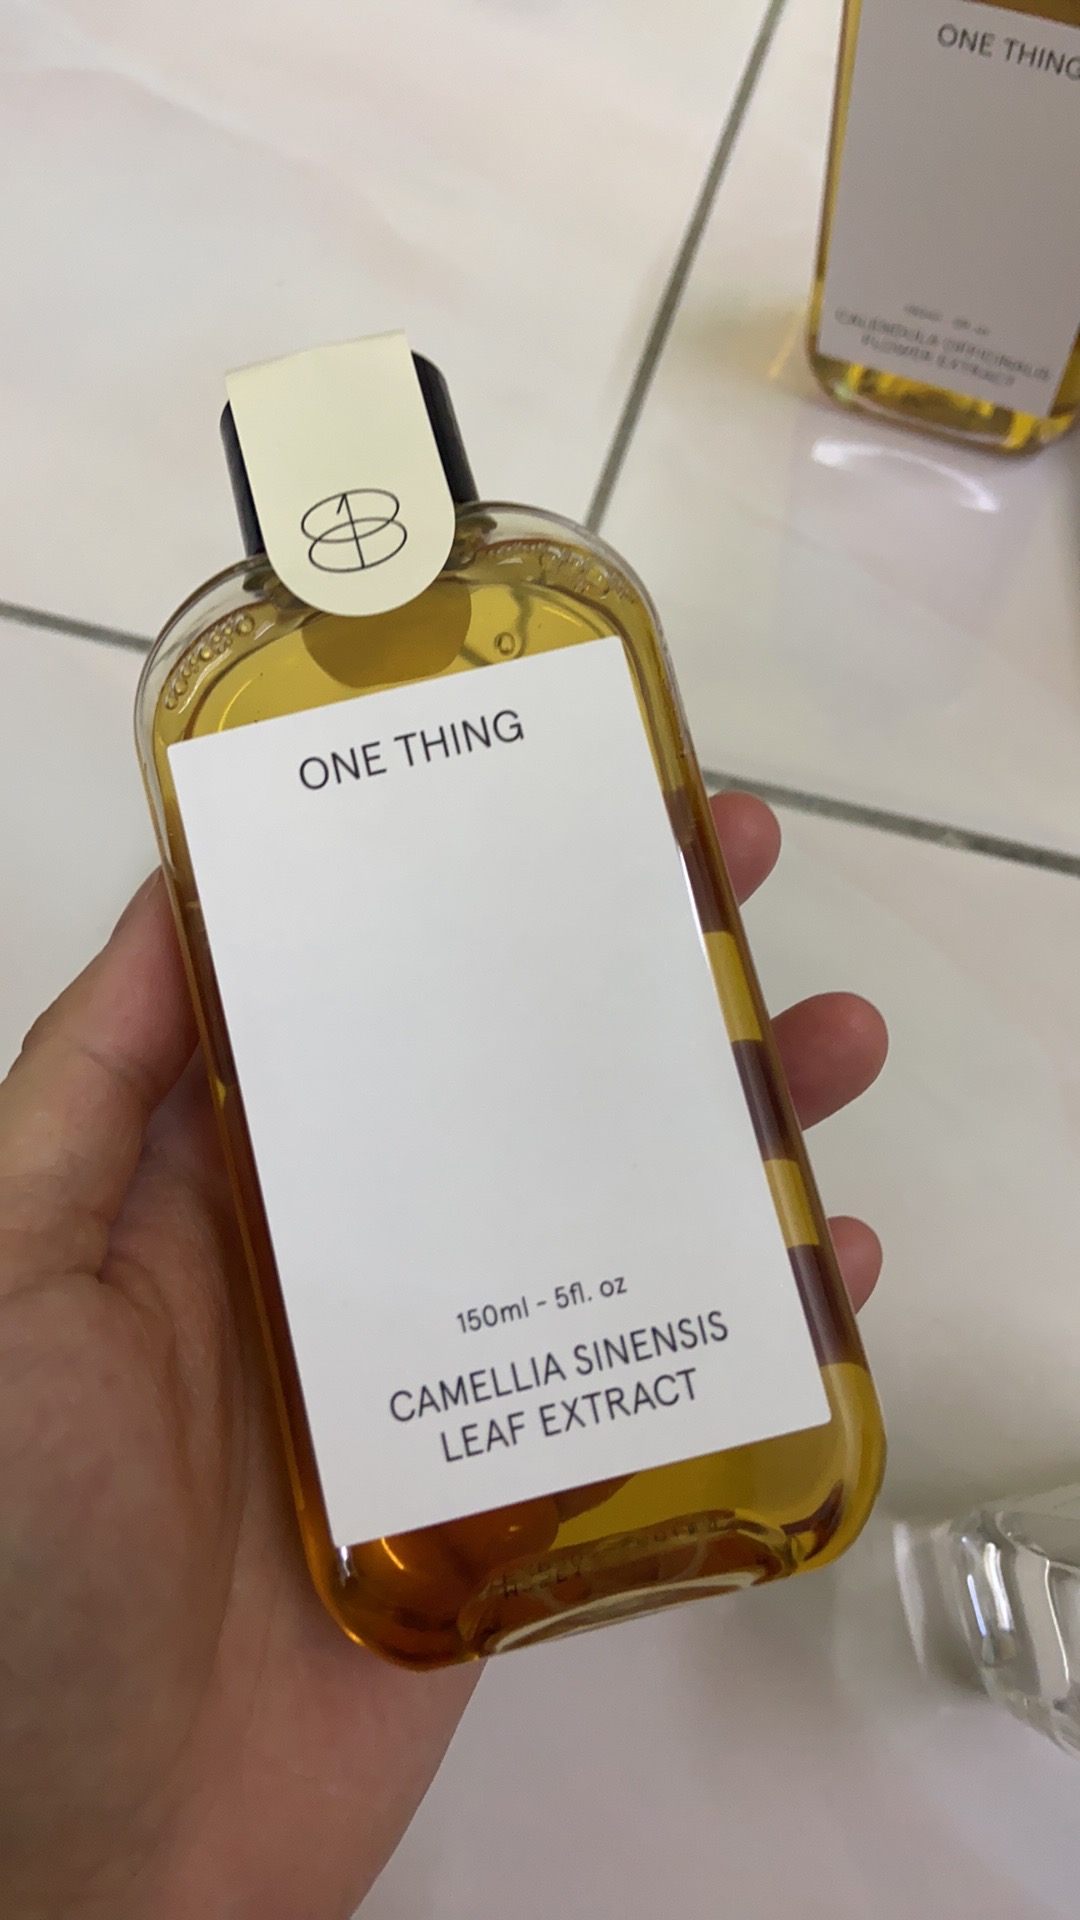 ONE THING
150ml - 5fl. oz
CAMELLIA SINENSIS
LEAF EXTRACT
ONE THING
CALENDULA OFFICINALIS
FLOWER EXTRACT